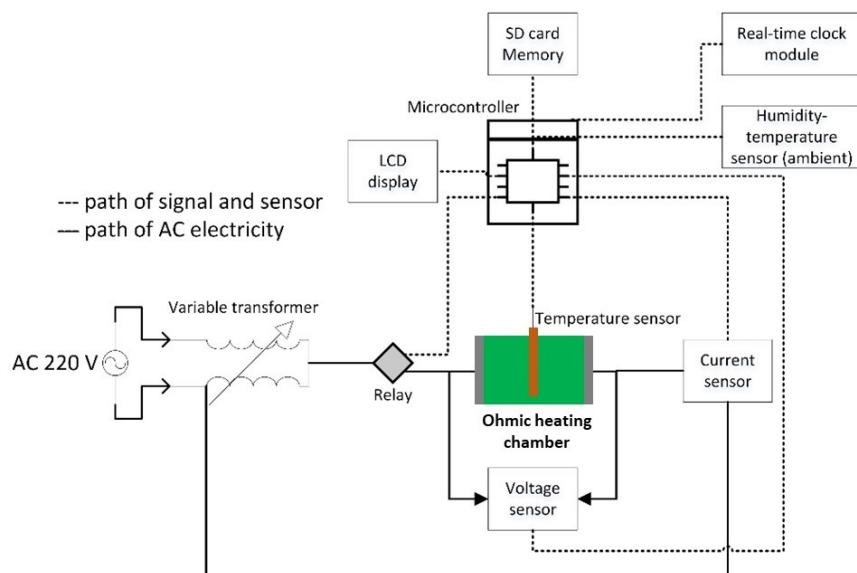 SD card
Memory
Real-time clock
module
Microcontroller
Humidity-
temperature
sensor (ambient)
LCD
display
--- path of signal and sensor
— path of AC electricity
Variable transformer
Temperature sensor
AC 220 V
Relay
Current
sensor
Ohmic heating
chamber
Voltage
sensor